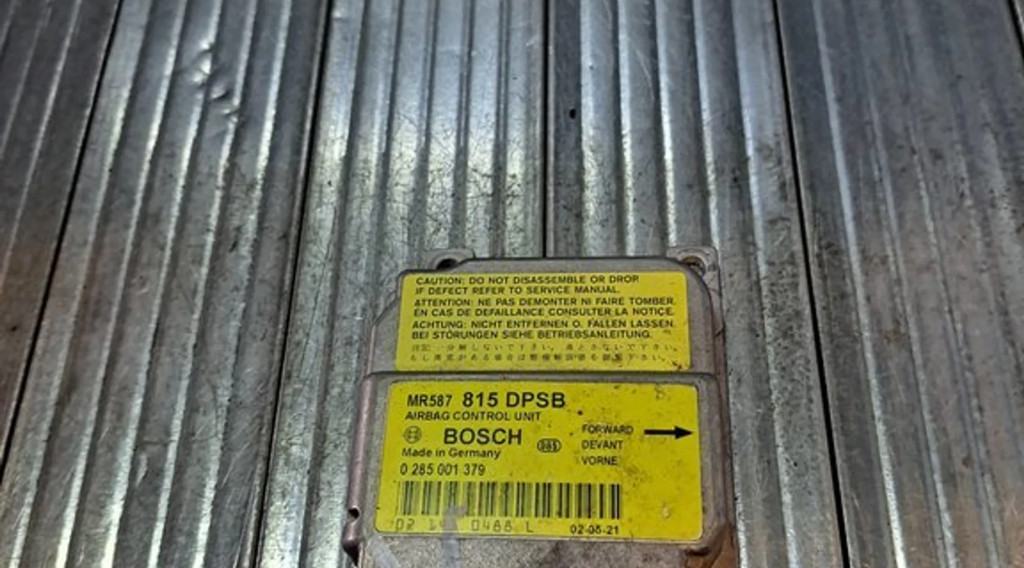 CAUTION: DO NOT DISASSEMBLE OR DROP.
IF DEFECT REFER TO SERVICE MANUAL.
ATTENTION: NE PAS DEMONTER NI FAIRE TOMBER.
EN CAS DE DEFAILLANCE CONSULTER LA NOTICE.
ACHTUNG: NICHT ENTFERNEN O. FALLEN LASSEN.
BEI STÖRUNGEN SIEHE BETRIEBSANLEITUNG.
MR587 815 DPSB
AIRBAG CONTROL UNIT
BOSCH
Made in Germany
0 285 001 379
FORWARD
DEVANT
VORNE
02 0488 L 02-05-21